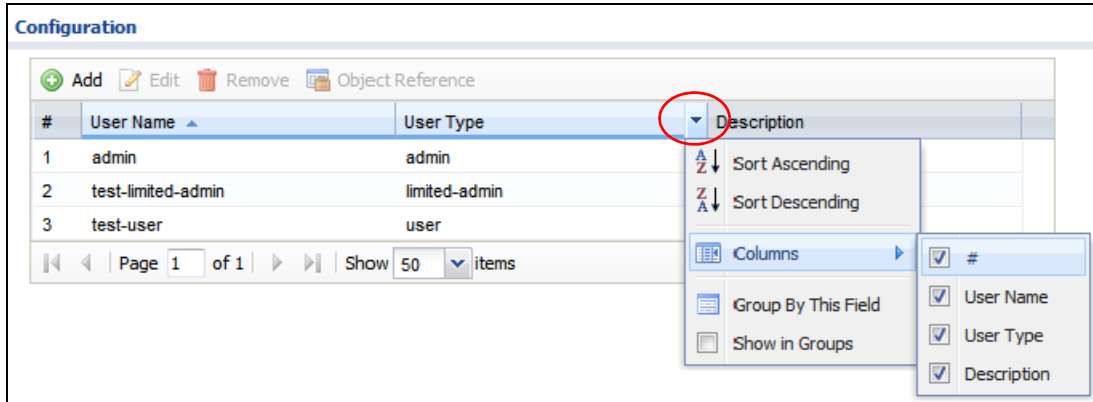 Configuration
Add Edit Remove Object Reference
# User Name User Type Description
1 admin admin
2 test-limited-admin limited-admin
3 test-user user
Page 1 of 1 Show 50 items
Sort Ascending
Sort Descending
Columns
Group By This Field
Show in Groups
#
User Name
User Type
Description